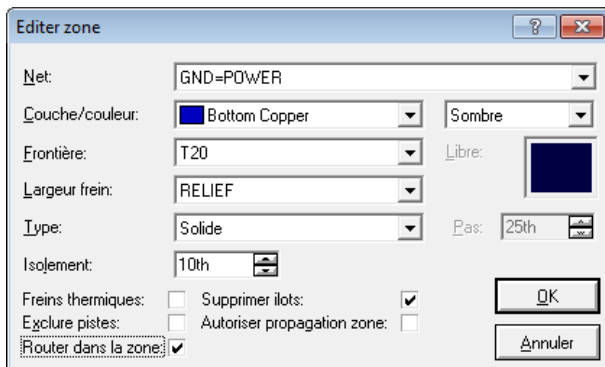 Editer zone
Net: GND=POWER
Couche/couleur: Bottom Copper Sombre
Frontière: T20 Libre:
Largeur frein: RELIEF
Type: Solide Pas: 25th
Isolement: 10th
Freins thermiques: Supprimer ilots: OK
Exclure pistes: Autoriser propagation zone:
Router dans la zone: Annuler